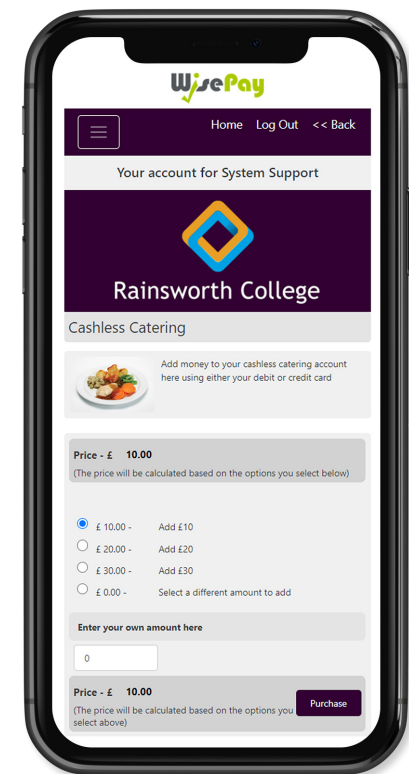 WisePay
Home Log Out << Back
Your account for System Support
Rainsworth College
Cashless Catering
Add money to your cashless catering account
here using either your debit or credit card
Price - £ 10.00
(The price will be calculated based on the options you select below)
£ 10.00 - Add £10
£ 20.00 - Add £20
£ 30.00 - Add £30
£ 0.00 - Select a different amount to add
Enter your own amount here
0
Price - £ 10.00
(The price will be calculated based on the options you
select above)
Purchase